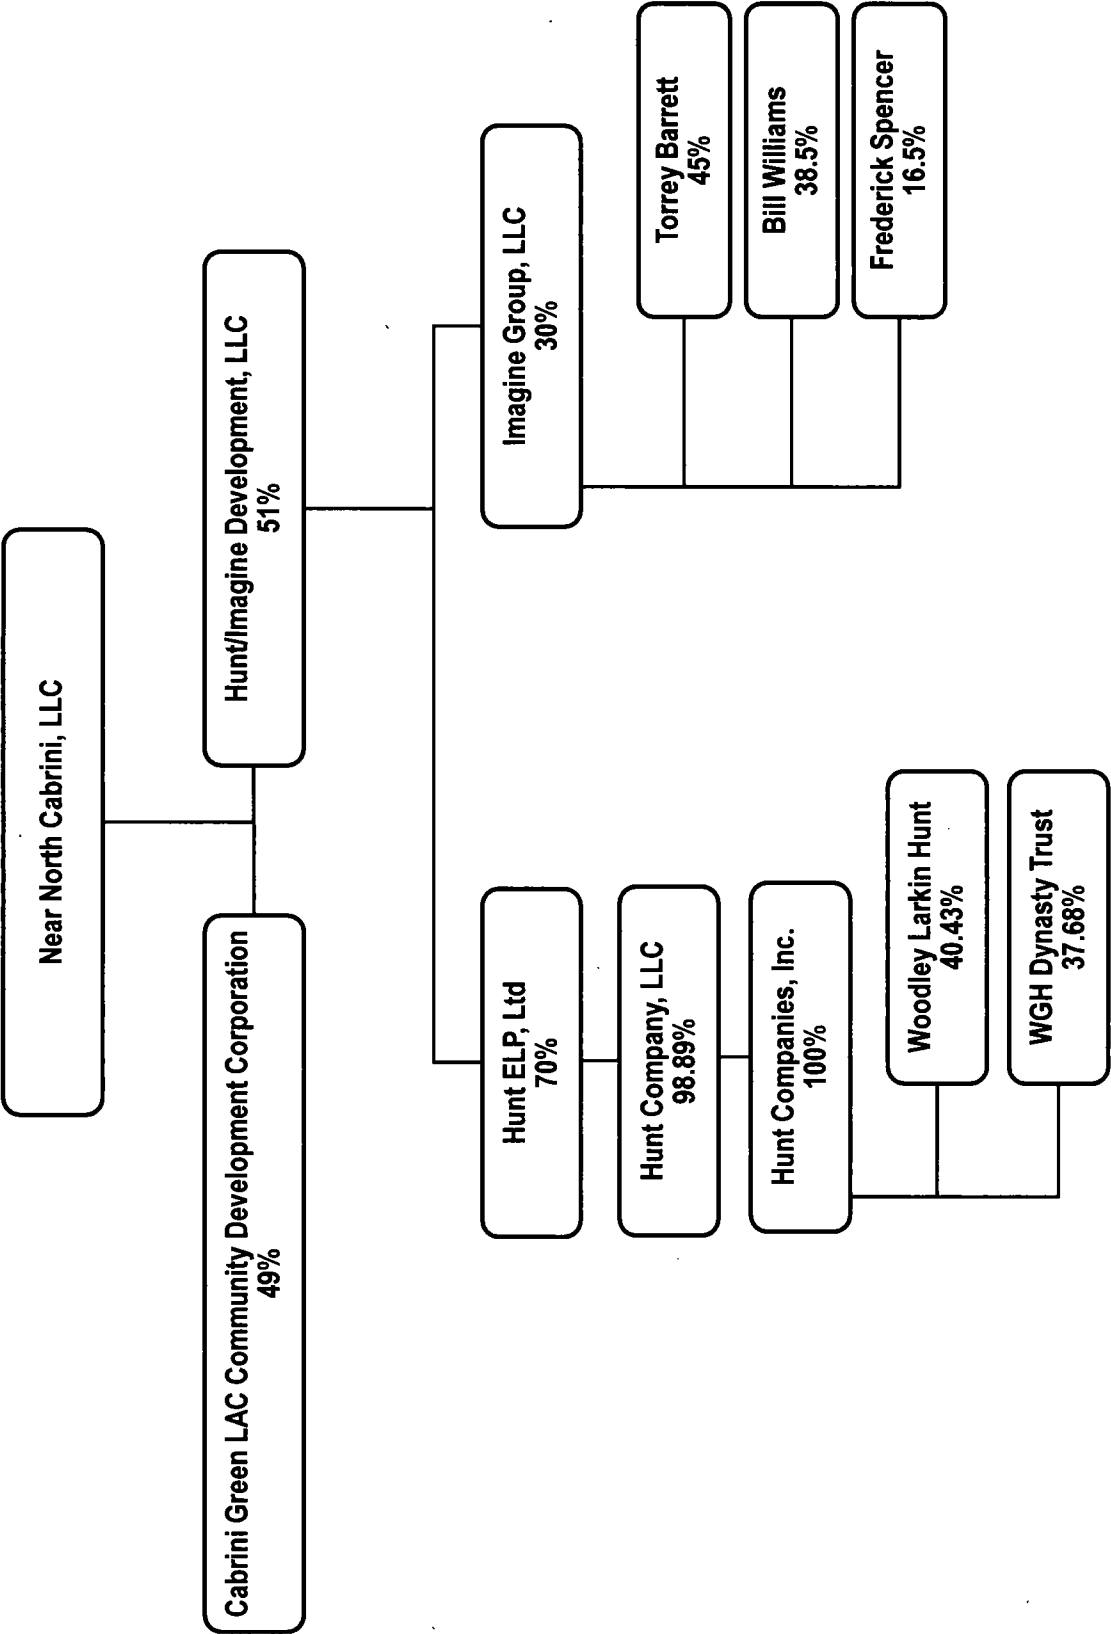 Near North Cabrini, LLC
Cabrini Green LAC Community Development Corporation
49%
Hunt/Imagine Development, LLC
51%
Hunt ELP, Ltd
70%
Hunt Company, LLC
98.89%
Hunt Companies, Inc.
100%
Woodley Larkin Hunt
40.43%
WGH Dynasty Trust
37.68%
Imagine Group, LLC
30%
Torrey Barrett
45%
Bill Williams
38.5%
Frederick Spencer
16.5%